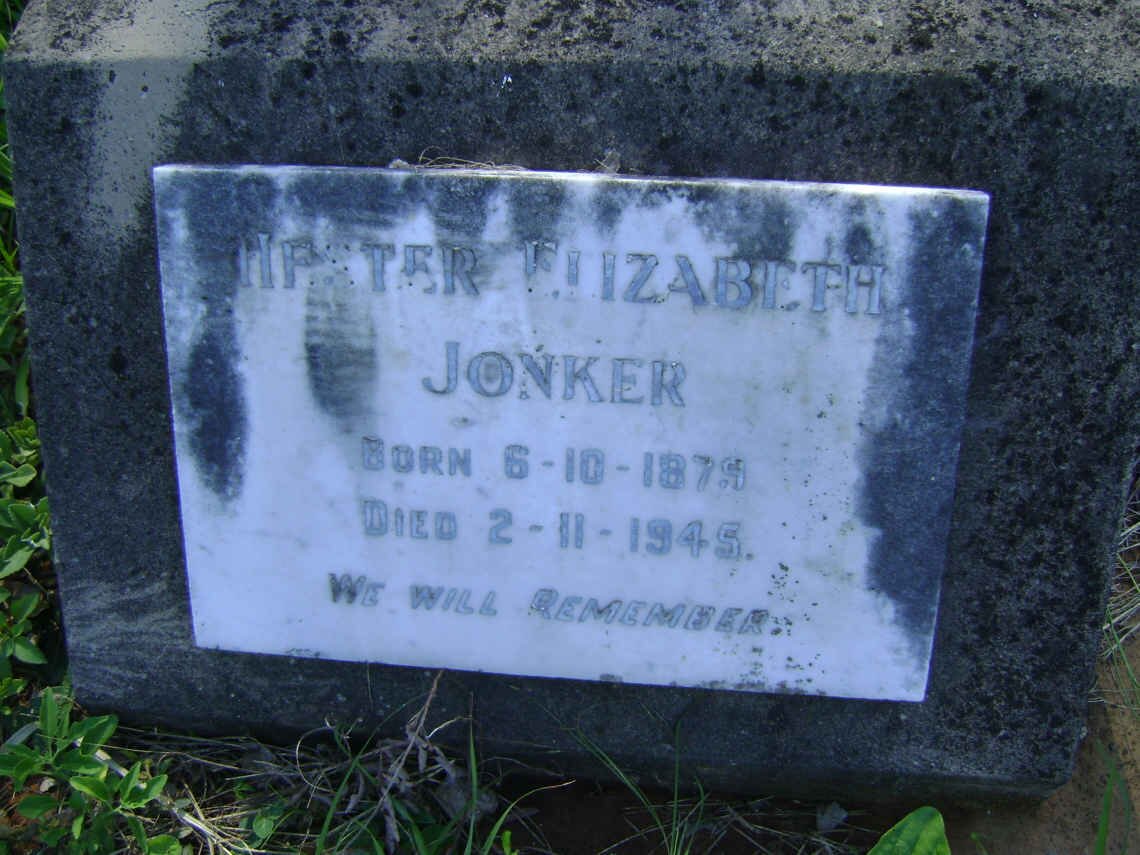 Hester Elizabeth
Jonker
Born 6-10-1879
Died 2-11-1945.
We will Remember.